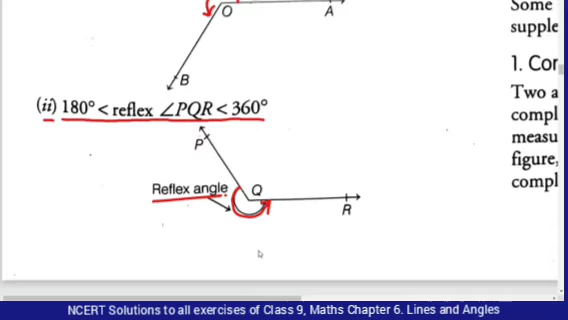 O
A
B
(ii) 180° < reflex ∠PQR < 360°
P
Reflex angle
Q
R
Some
supple
1. Cor
Two a
compl
measu
figure,
compl
NCERT Solutions to all exercises of Class 9, Maths Chapter 6. Lines and Angles